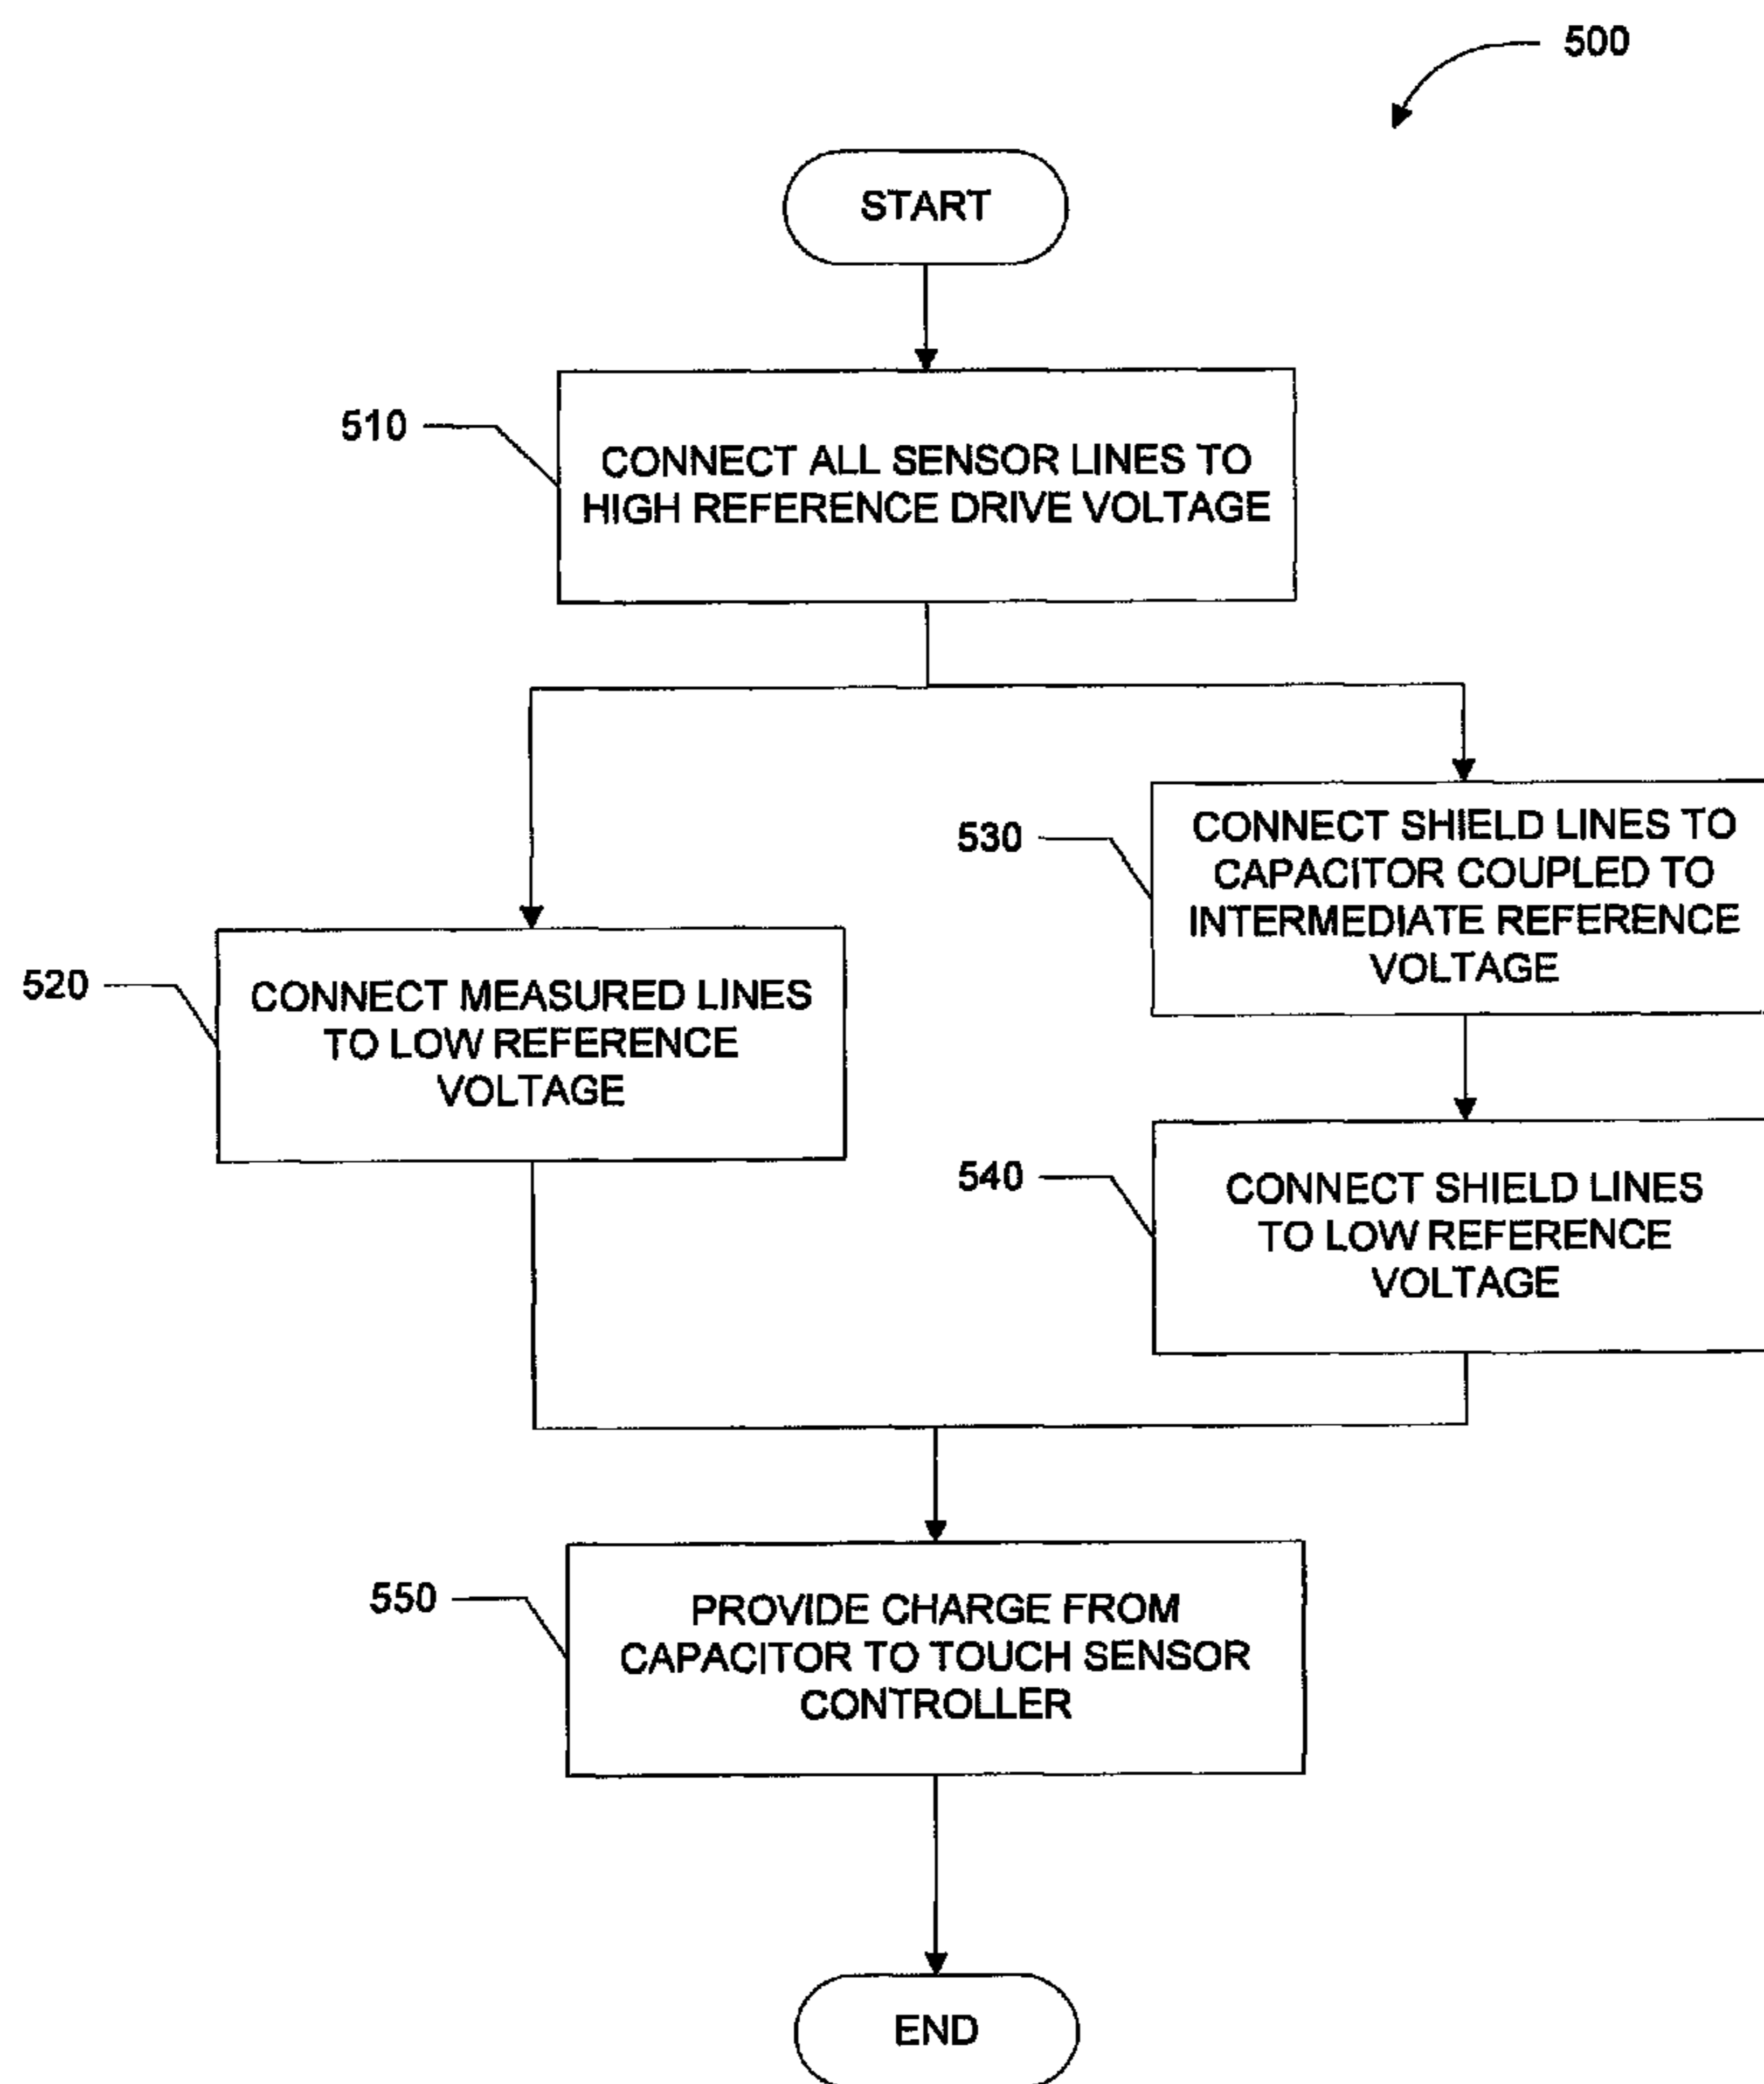 500
START
510
CONNECT ALL SENSOR LINES TO
HIGH REFERENCE DRIVE VOLTAGE
530
CONNECT SHIELD LINES TO
CAPACITOR COUPLED TO
INTERMEDIATE REFERENCE
VOLTAGE
520
CONNECT MEASURED LINES
TO LOW REFERENCE
VOLTAGE
540
CONNECT SHIELD LINES
TO LOW REFERENCE
VOLTAGE
550
PROVIDE CHARGE FROM
CAPACITOR TO TOUCH SENSOR
CONTROLLER
END